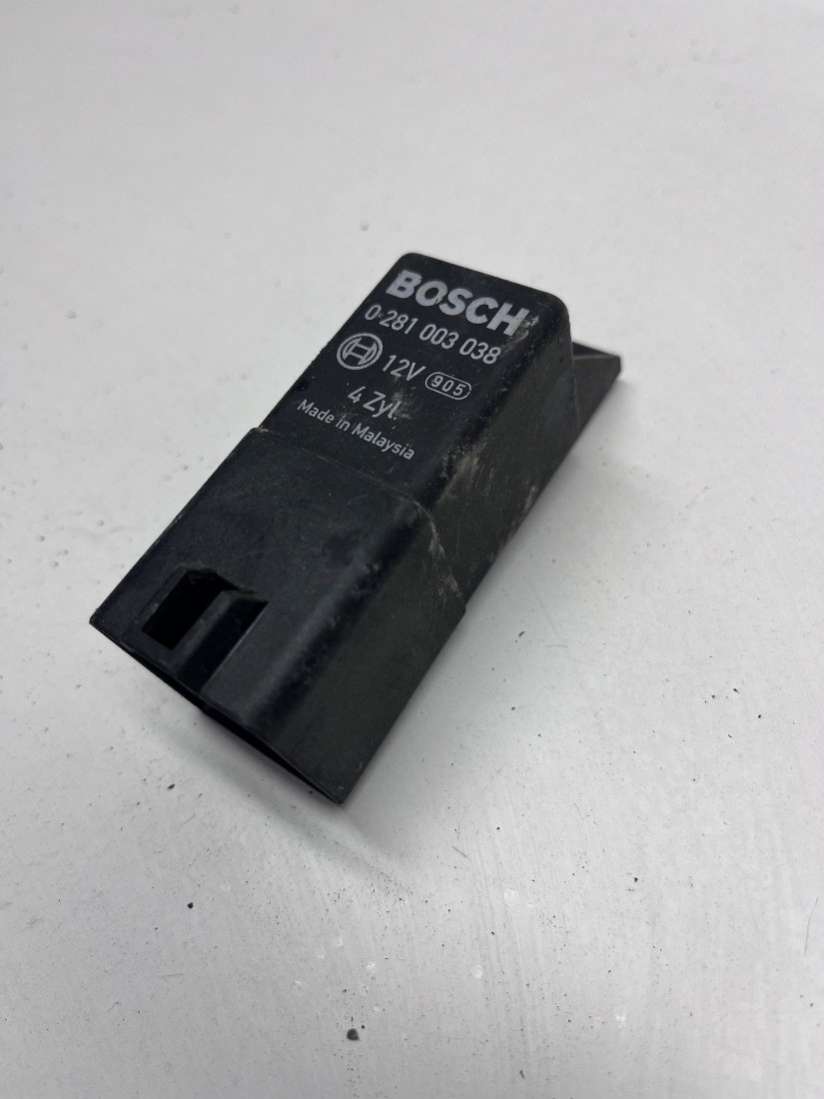 BOSCH
0 281 003 038
12V 905
4 Zyl.
Made in Malaysia